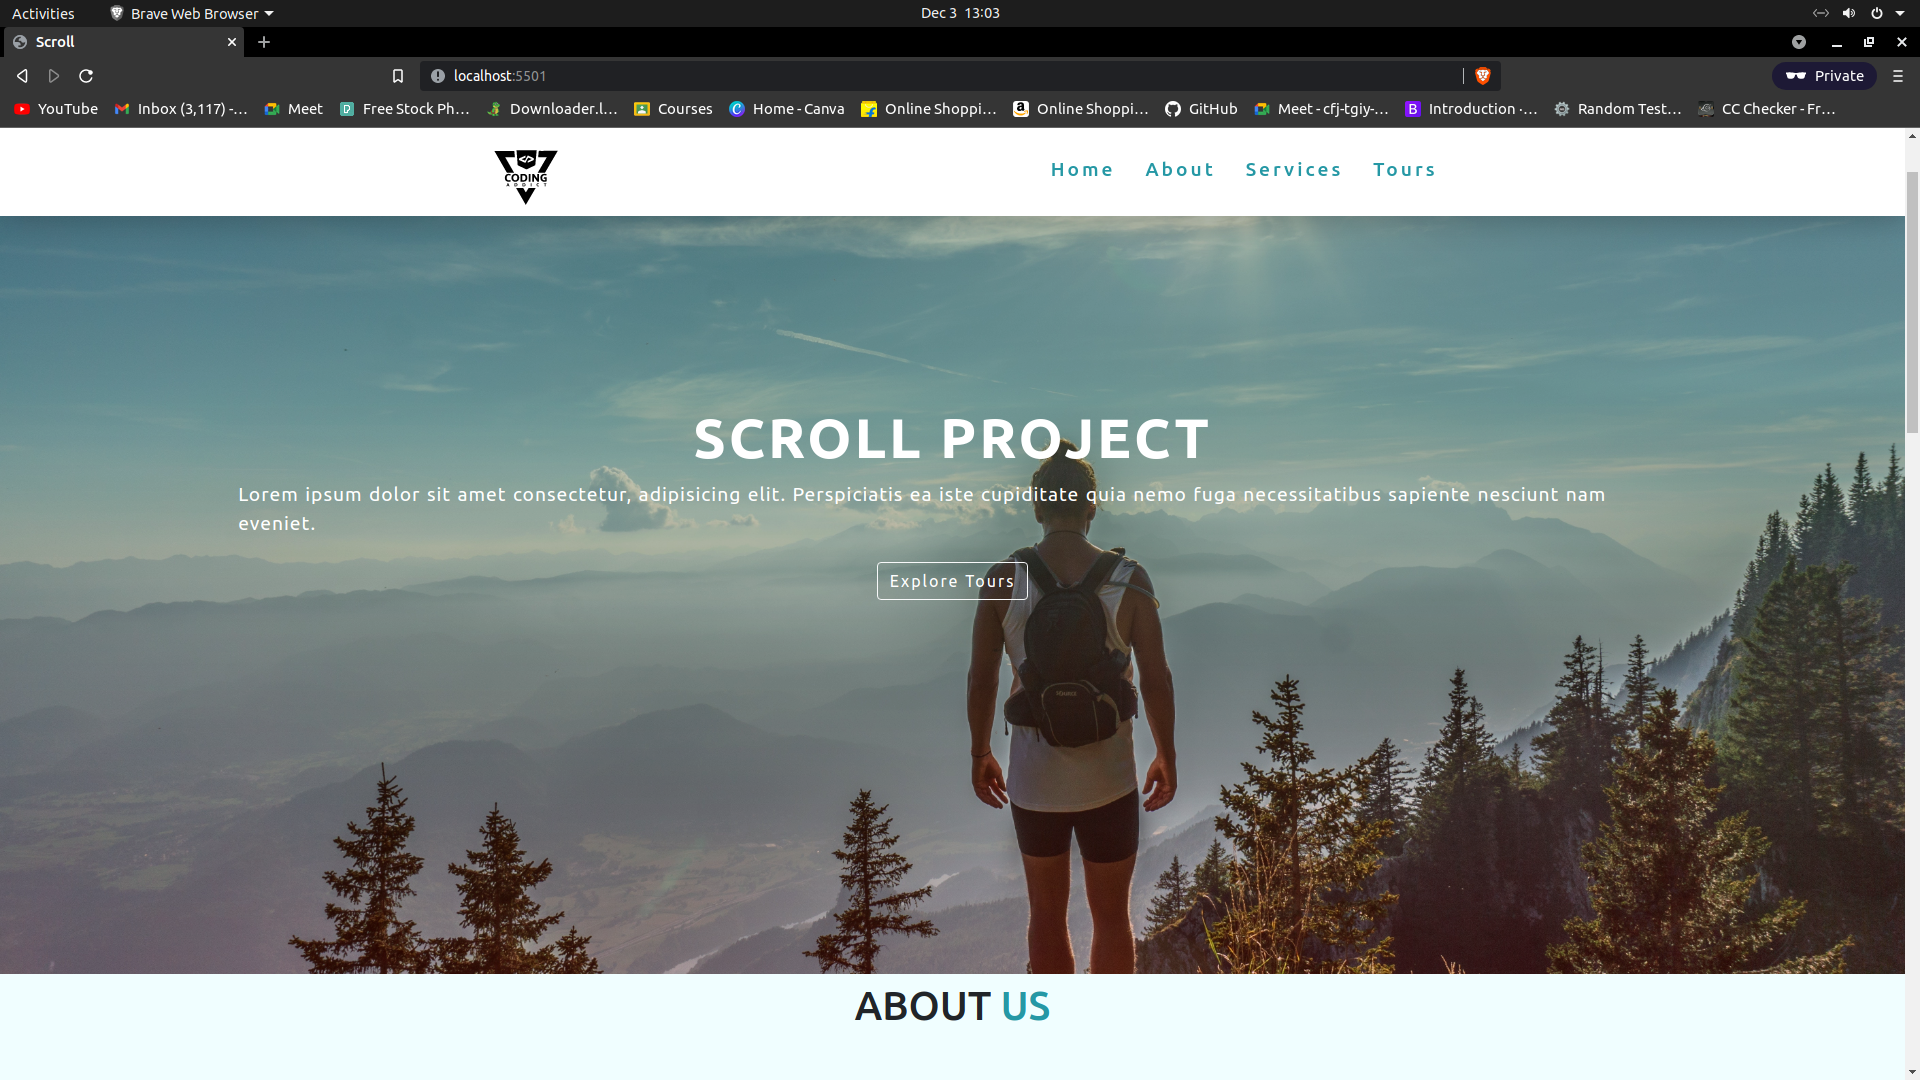 Activities
Brave Web Browser
Dec 3 13:03
Scroll
localhost:5501
Private
YouTube
Inbox (3,117) -...
Meet
Free Stock Ph...
Downloader.l...
Courses
Home - Canva
Online Shoppi...
Online Shoppi...
GitHub
Meet - cfj-tgiy-...
Introduction ·...
Random Test...
CC Checker - Fr...
CODING
ADDICT
Home
About
Services
Tours
SCROLL PROJECT
Lorem ipsum dolor sit amet consectetur, adipisicing elit. Perspiciatis ea iste cupiditate quia nemo fuga necessitatibus sapiente nesciunt nam
eveniet.
Explore Tours
ABOUT US